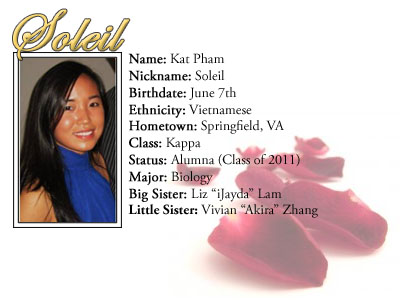 Soleil
Name: Kat Pham
Nickname: Soleil
Birthdate: June 7th
Ethnicity: Vietnamese
Hometown: Springfield, VA
Class: Kappa
Status: Alumna (Class of 2011)
Major: Biology
Big Sister: Liz “iJayda” Lam
Little Sister: Vivian “Akira” Zhang